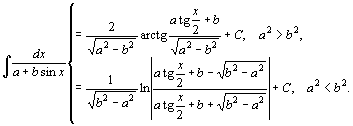 ∫ dx / (a + b sin x) { = 2/√(a² − b²) arctg (a tg x/2 + b)/√(a² − b²) + C, a² > b²,
= 1/√(b² − a²) ln |(a tg x/2 + b − √(b² − a²))/(a tg x/2 + b + √(b² − a²))| + C, a² < b².